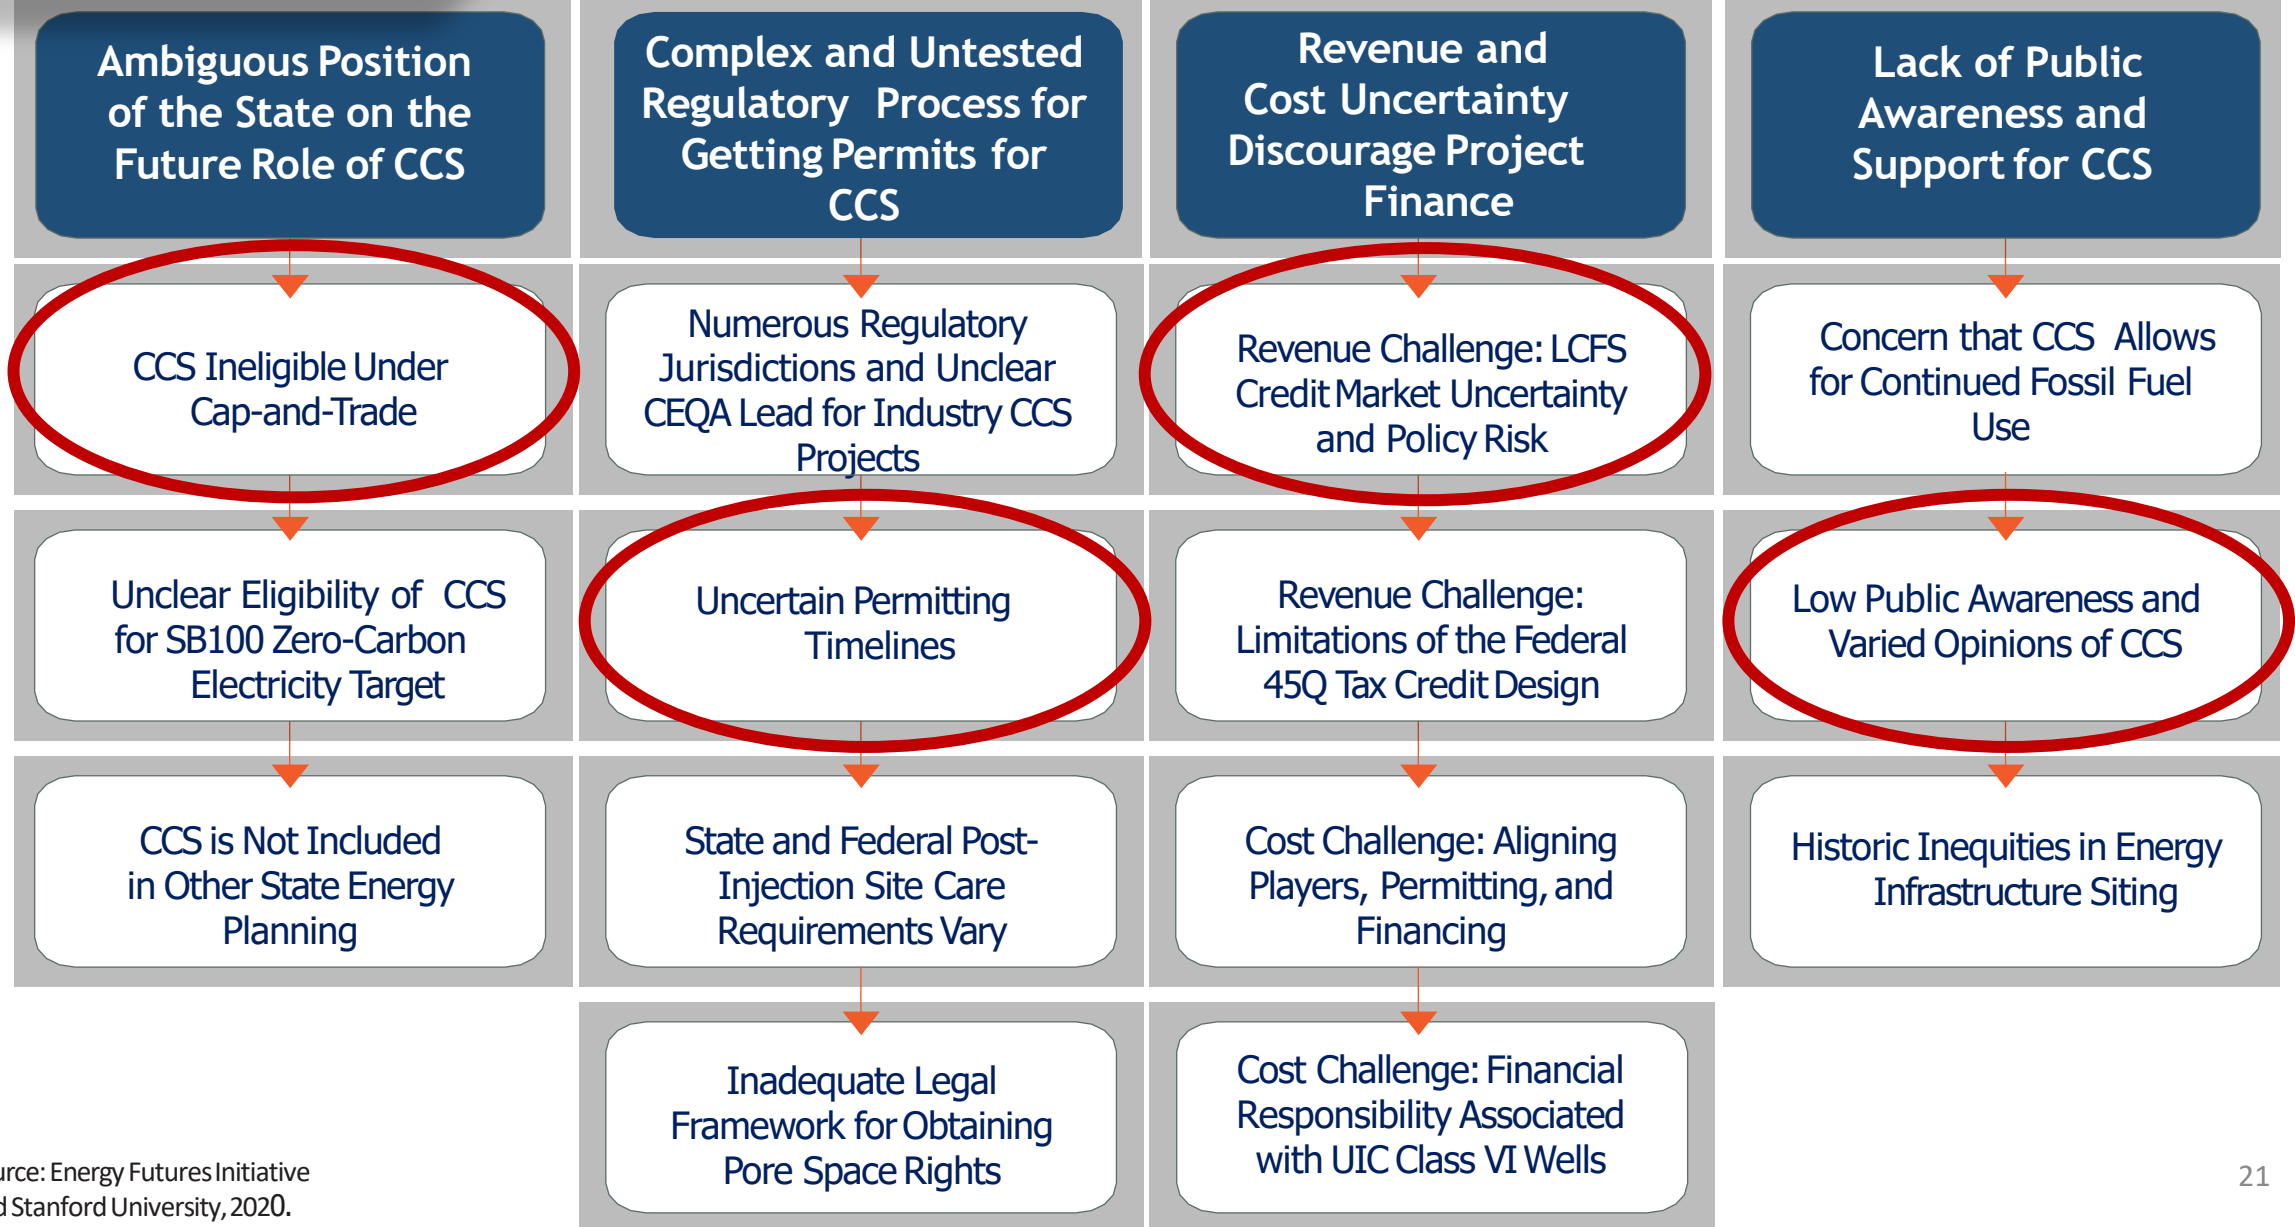 Ambiguous Position
of the State on the
Future Role of CCS
CCS Ineligible Under
Cap-and-Trade
Unclear Eligibility of CCS
for SB100 Zero-Carbon
Electricity Target
CCS is Not Included
in Other State Energy
Planning
Complex and Untested
Regulatory Process for
Getting Permits for
CCS
Numerous Regulatory
Jurisdictions and Unclear
CEQA Lead for Industry CCS
Projects
Uncertain Permitting
Timelines
State and Federal Post-
Injection Site Care
Requirements Vary
Inadequate Legal
Framework for Obtaining
Pore Space Rights
Revenue and
Cost Uncertainty
Discourage Project
Finance
Revenue Challenge: LCFS
Credit Market Uncertainty
and Policy Risk
Revenue Challenge:
Limitations of the Federal
45Q Tax Credit Design
Cost Challenge: Aligning
Players, Permitting, and
Financing
Cost Challenge: Financial
Responsibility Associated
with UIC Class VI Wells
Lack of Public
Awareness and
Support for CCS
Concern that CCS Allows
for Continued Fossil Fuel
Use
Low Public Awareness and
Varied Opinions of CCS
Historic Inequities in Energy
Infrastructure Siting
urce: Energy Futures Initiative
d Stanford University, 2020.
21